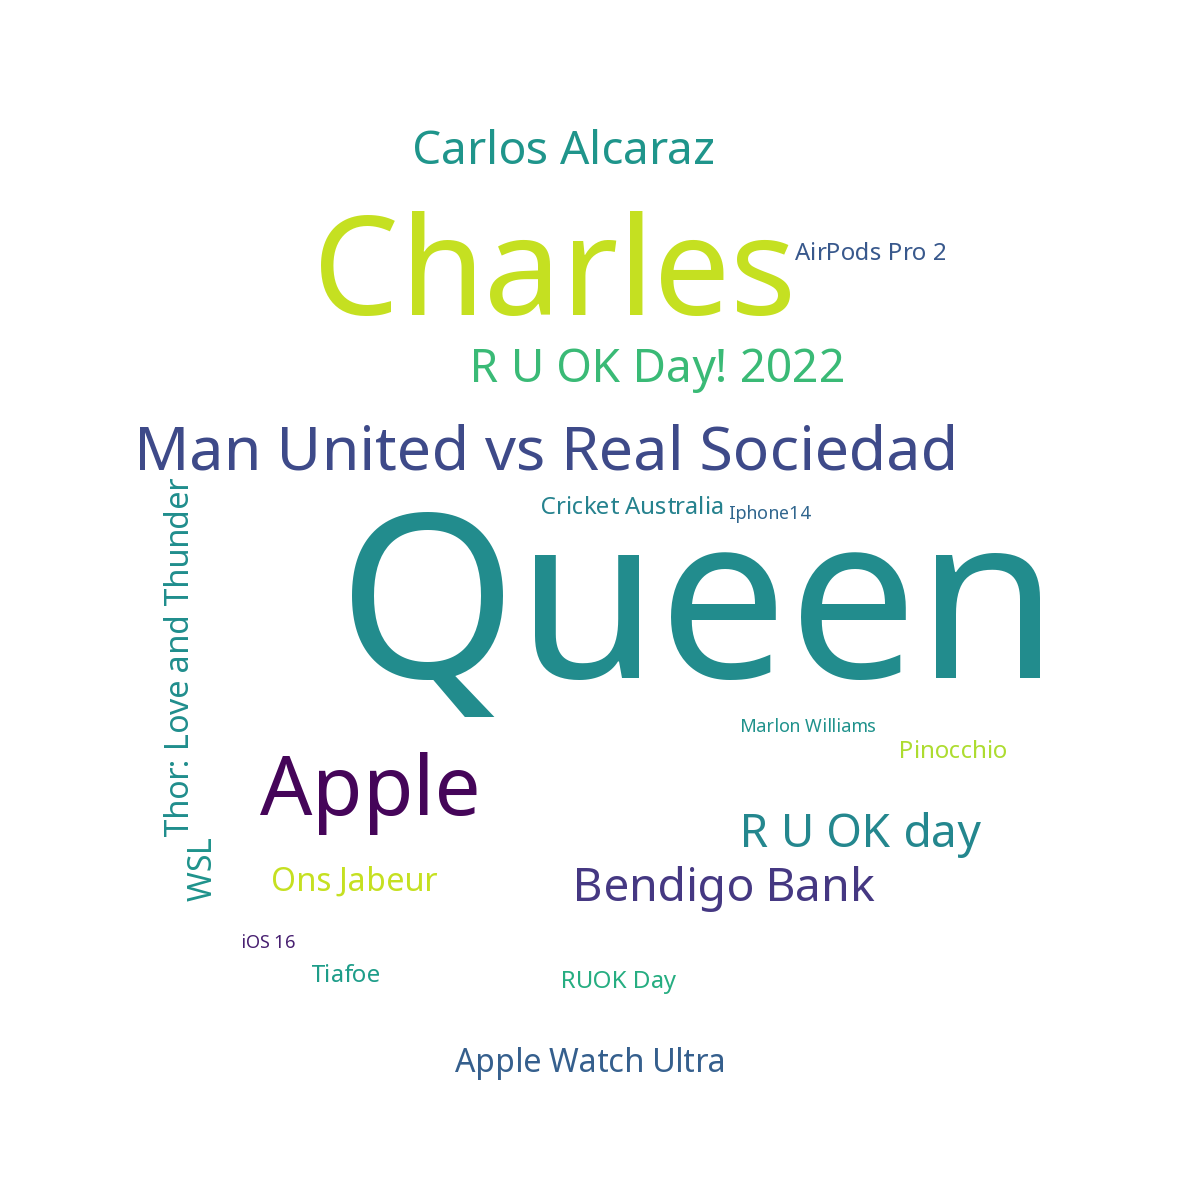 Carlos Alcaraz
Charles
AirPods Pro 2
R U OK Day! 2022
Man United vs Real Sociedad
Thor: Love and Thunder
Cricket Australia
Iphone14
Queen
Marlon Williams
Pinocchio
Apple
R U OK day
WSL
Ons Jabeur
Bendigo Bank
iOS 16
Tiafoe
RUOK Day
Apple Watch Ultra